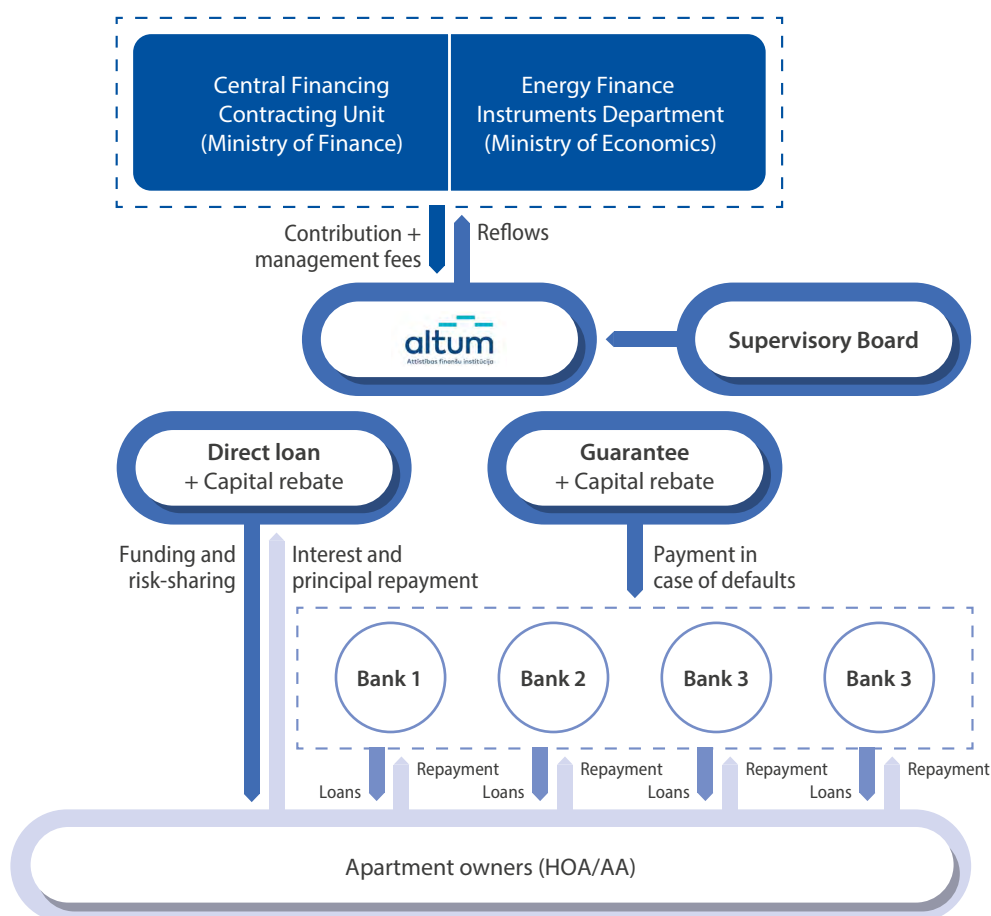 Central Financing
Contracting Unit
(Ministry of Finance)
Energy Finance
Instruments Department
(Ministry of Economics)
Contribution +
management fees
Reflows
altum
Attīstības finanšu institūcija
Supervisory Board
Direct loan
+ Capital rebate
Guarantee
+ Capital rebate
Funding and
risk-sharing
Interest and
principal repayment
Payment in
case of defaults
Bank 1
Bank 2
Bank 3
Bank 3
Loans
Repayment
Loans
Repayment
Loans
Repayment
Loans
Repayment
Apartment owners (HOA/AA)